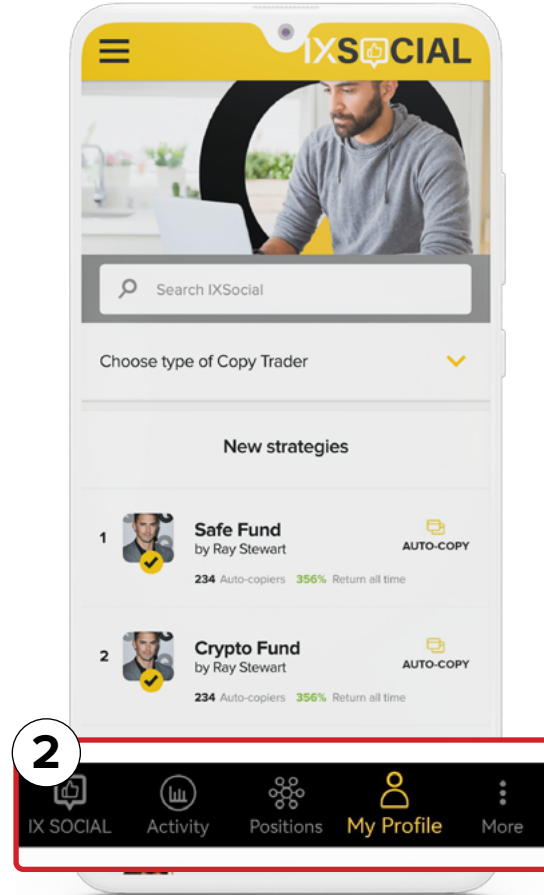 IXSOCIAL
Search IXSocial
Choose type of Copy Trader
New strategies
1
Safe Fund
by Ray Stewart
AUTO-COPY
234 Auto-copiers 356% Return all time
2
Crypto Fund
by Ray Stewart
AUTO-COPY
234 Auto-copiers 356% Return all time
2
IX SOCIAL Activity Positions My Profile More